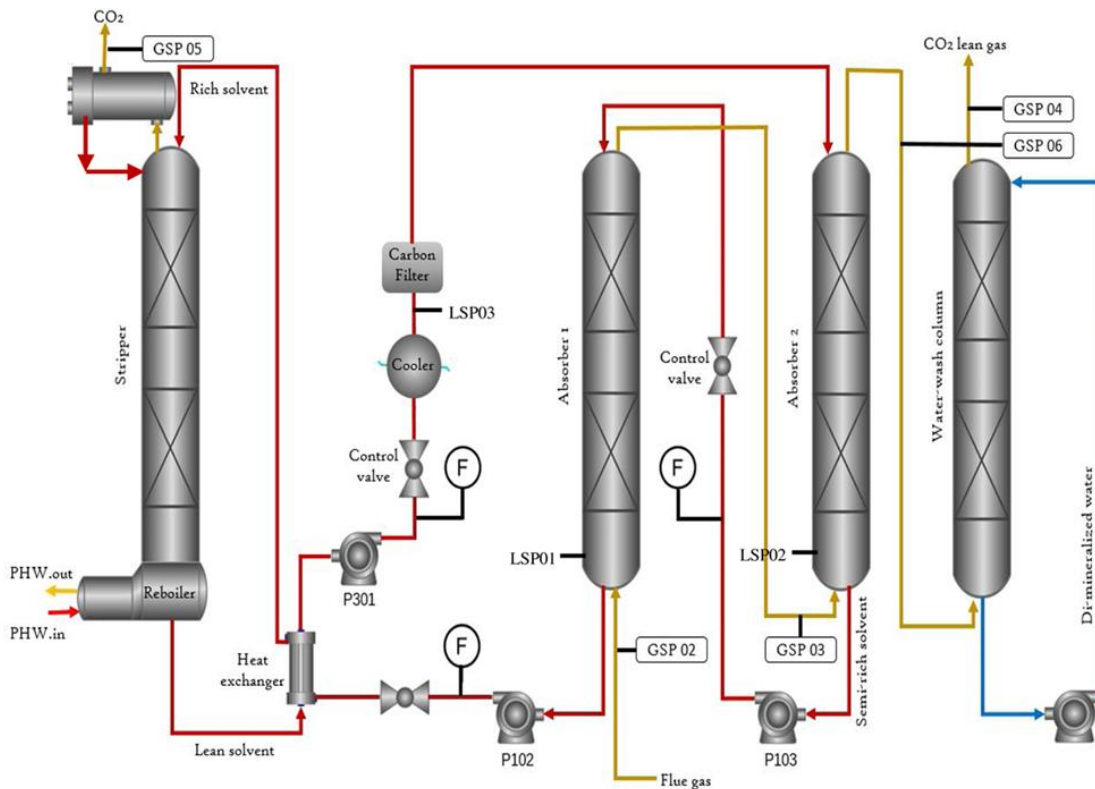 CO₂
GSP 05
CO₂ lean gas
Rich solvent
GSP 04
GSP 06
Carbon
Filter
LSP03
Cooler
Stripper
Absorber 1
Control
valve
Absorber 2
Water-wash column
Control
valve
F
F
LSP01
LSP02
Di-mineralized water
PHW.out
Reboiler
PHW.in
P301
Heat
exchanger
F
GSP 02
GSP 03
Semi-rich solvent
Lean solvent
P102
P103
Flue gas